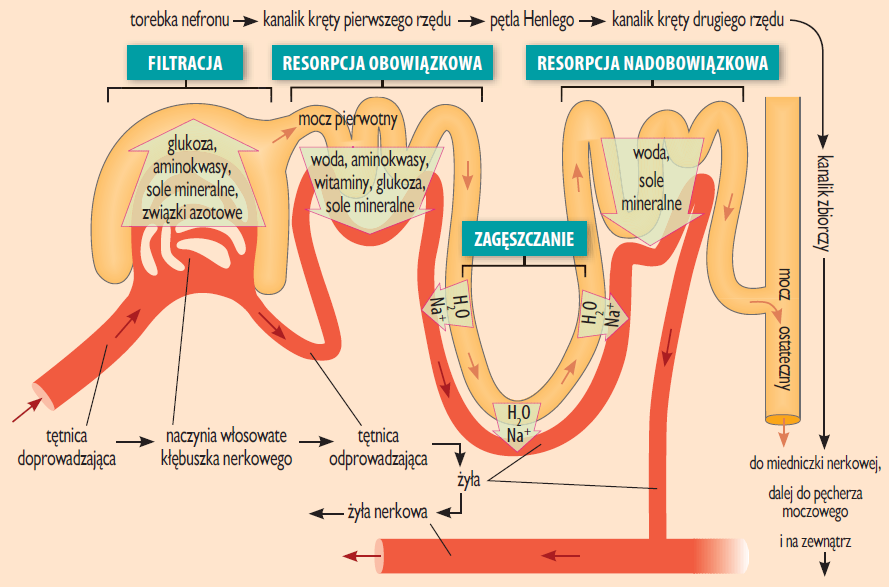 torebka nefronu → kanalik kręty pierwszego rzędu → pętla Henlego → kanalik kręty drugiego rzędu
FILTRACJA
RESORPCJA OBOWIĄZKOWA
RESORPCJA NADOBOWIĄZKOWA
mocz pierwotny
glukoza,
aminokwasy,
sole mineralne,
związki azotowe
woda, aminokwasy,
witaminy, glukoza,
sole mineralne
woda,
sole
mineralne
kanalik zbiorczy
ZAGĘSZCZANIE
H₂O
Na⁺
H₂O
Na⁺
H₂O
Na⁺
mocz ostateczny
tętnica
doprowadzająca
naczynia włosowate
kłębuszka nerkowego
tętnica
odprowadzająca
żyła
żyła nerkowa
do miedniczki nerkowej,
dalej do pęcherza
moczowego
i na zewnątrz